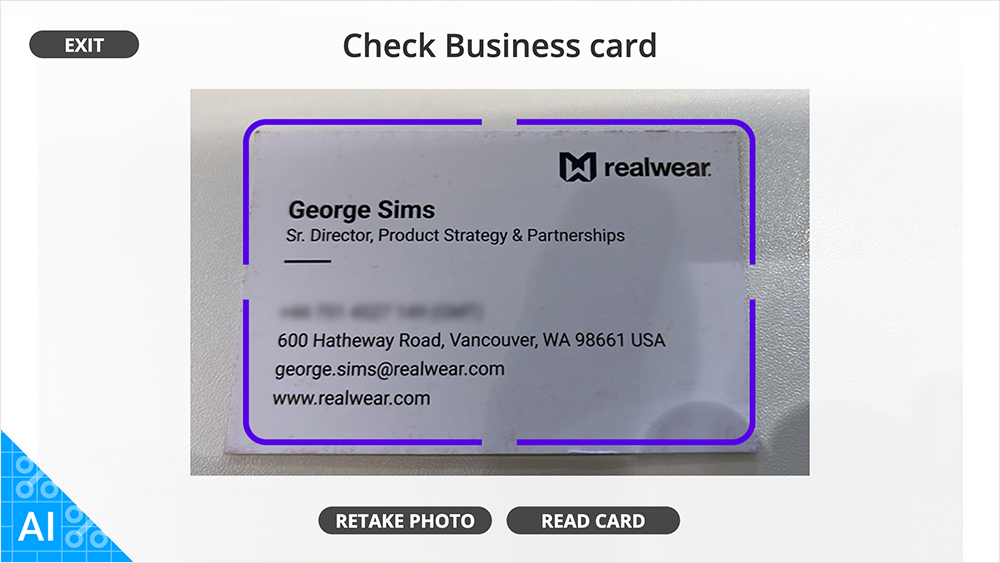 EXIT
Check Business card
realwear
George Sims
Sr. Director, Product Strategy & Partnerships
600 Hatheway Road, Vancouver, WA 98661 USA
george.sims@realwear.com
www.realwear.com
RETAKE PHOTO
READ CARD
AI